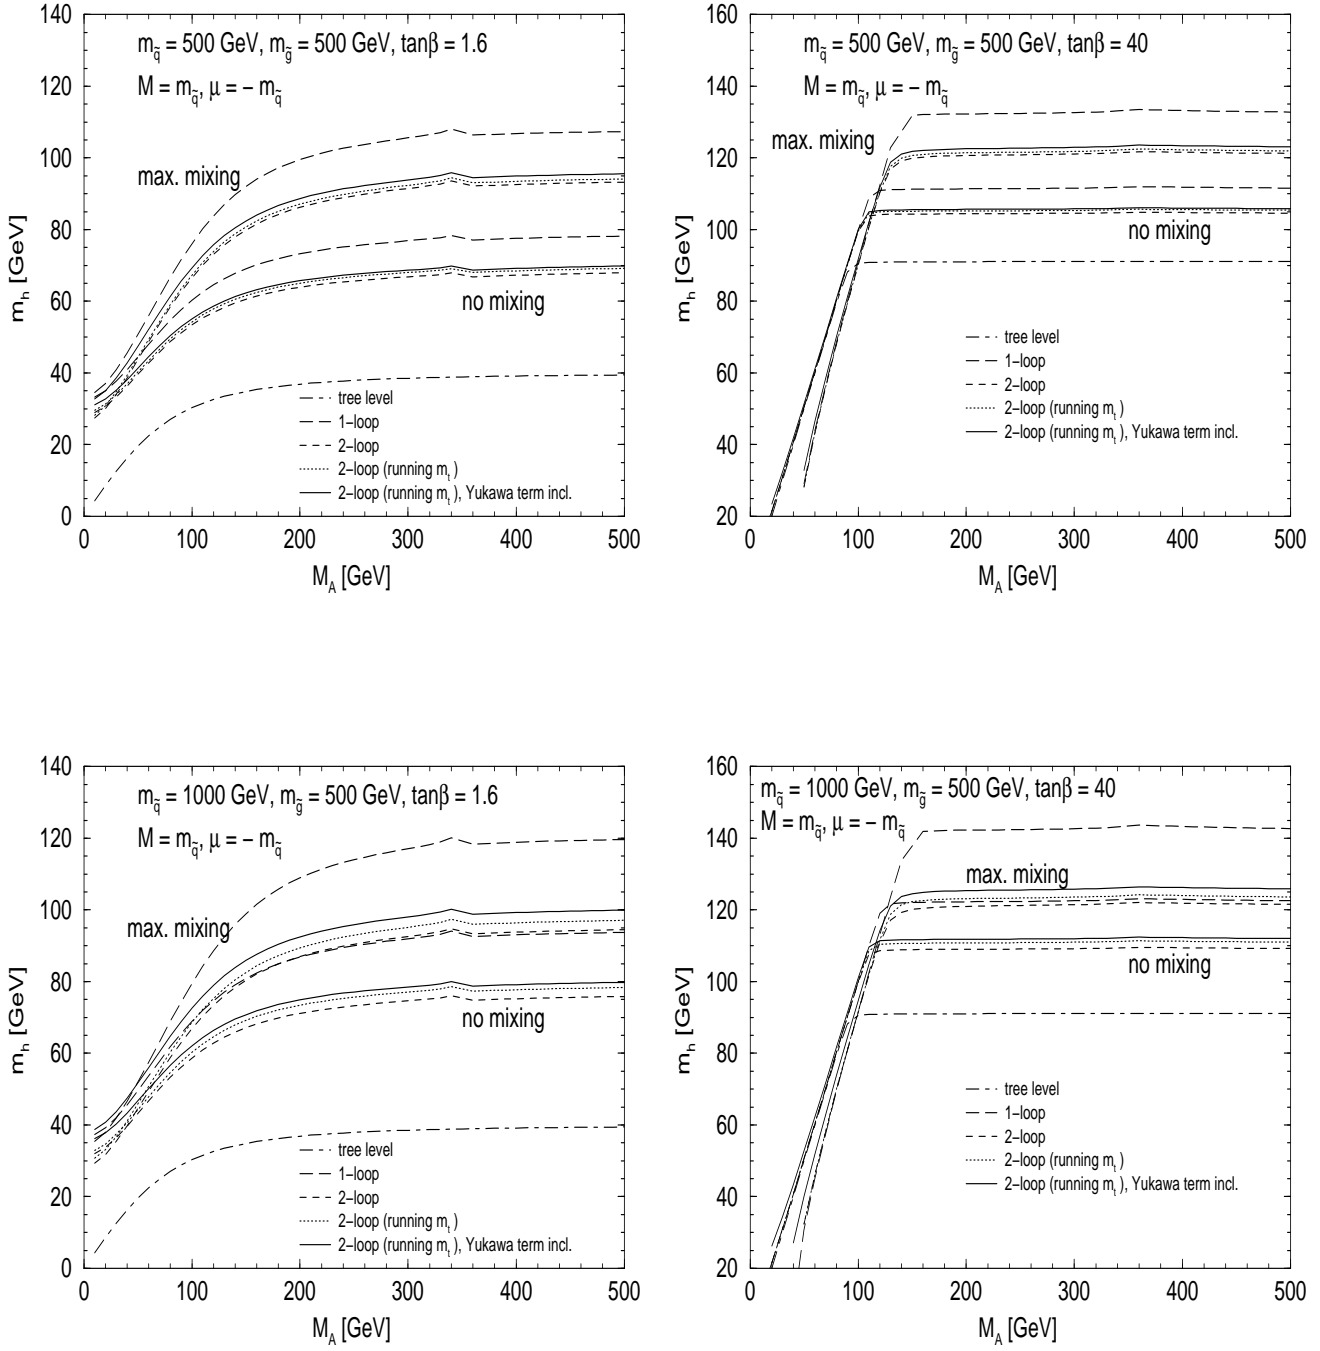 m_q̃ = 500 GeV, m_g̃ = 500 GeV, tanβ = 1.6
M = m_q̃, μ = − m_q̃
max. mixing
no mixing
tree level
1−loop
2−loop
2−loop (running m_t)
2−loop (running m_t), Yukawa term incl.
m_h [GeV]
140
120
100
80
60
40
20
0
0 100 200 300 400 500
M_A [GeV]
m_q̃ = 500 GeV, m_g̃ = 500 GeV, tanβ = 40
M = m_q̃, μ = − m_q̃
max. mixing
no mixing
tree level
1−loop
2−loop
2−loop (running m_t)
2−loop (running m_t), Yukawa term incl.
m_h [GeV]
160
140
120
100
80
60
40
20
0 100 200 300 400 500
M_A [GeV]
m_q̃ = 1000 GeV, m_g̃ = 500 GeV, tanβ = 1.6
M = m_q̃, μ = − m_q̃
max. mixing
no mixing
tree level
1−loop
2−loop
2−loop (running m_t)
2−loop (running m_t), Yukawa term incl.
m_h [GeV]
140
120
100
80
60
40
20
0
0 100 200 300 400 500
M_A [GeV]
m_q̃ = 1000 GeV, m_g̃ = 500 GeV, tanβ = 40
M = m_q̃, μ = − m_q̃
max. mixing
no mixing
tree level
1−loop
2−loop
2−loop (running m_t)
2−loop (running m_t), Yukawa term incl.
m_h [GeV]
160
140
120
100
80
60
40
20
0 100 200 300 400 500
M_A [GeV]